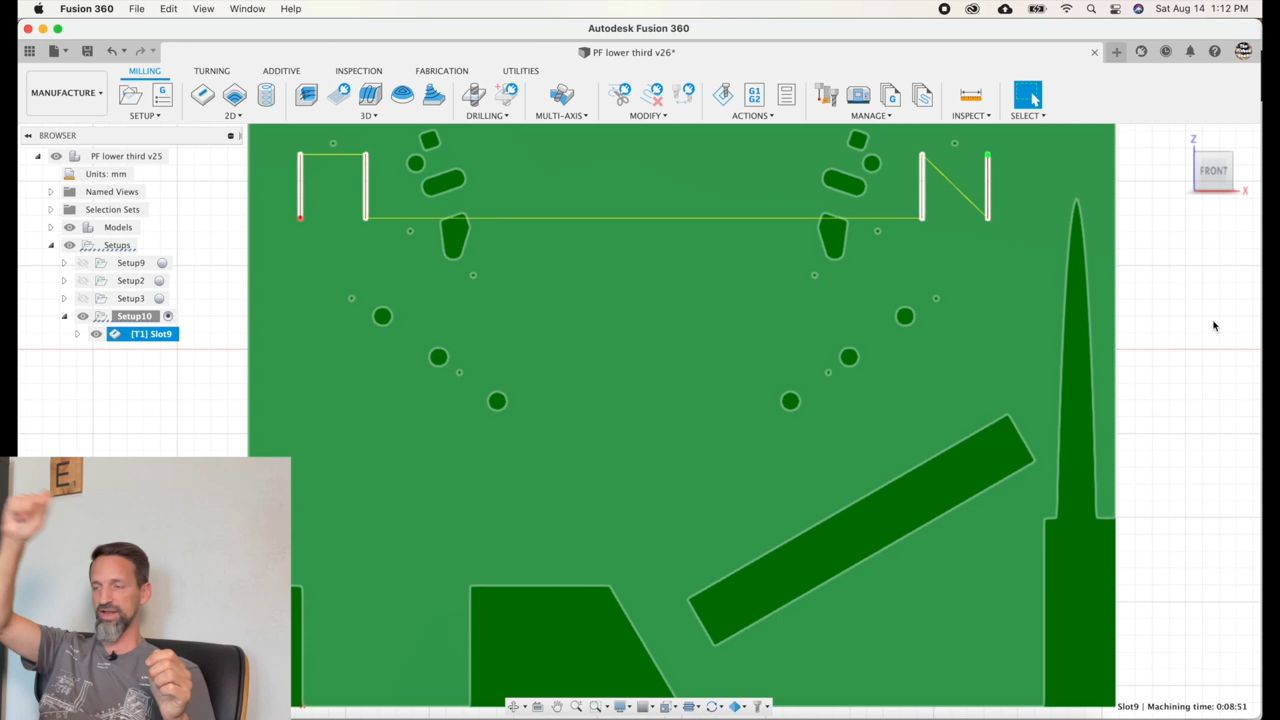 Fusion 360 File Edit View Window Help Sat Aug 14 1:12 PM
Autodesk Fusion 360
PF lower third v26*
MILLING TURNING ADDITIVE INSPECTION FABRICATION UTILITIES
MANUFACTURE
G G1 G2 G
SETUP 2D 3D DRILLING MULTI-AXIS MODIFY ACTIONS MANAGE INSPECT SELECT
BROWSER
PF lower third v25
Units: mm
Named Views
Selection Sets
Models
Setups
Setup9
Setup2
Setup3
Setup10
[T1] Slot9
Z
FRONT
X
E
Slot9 | Machining time: 0:08:51